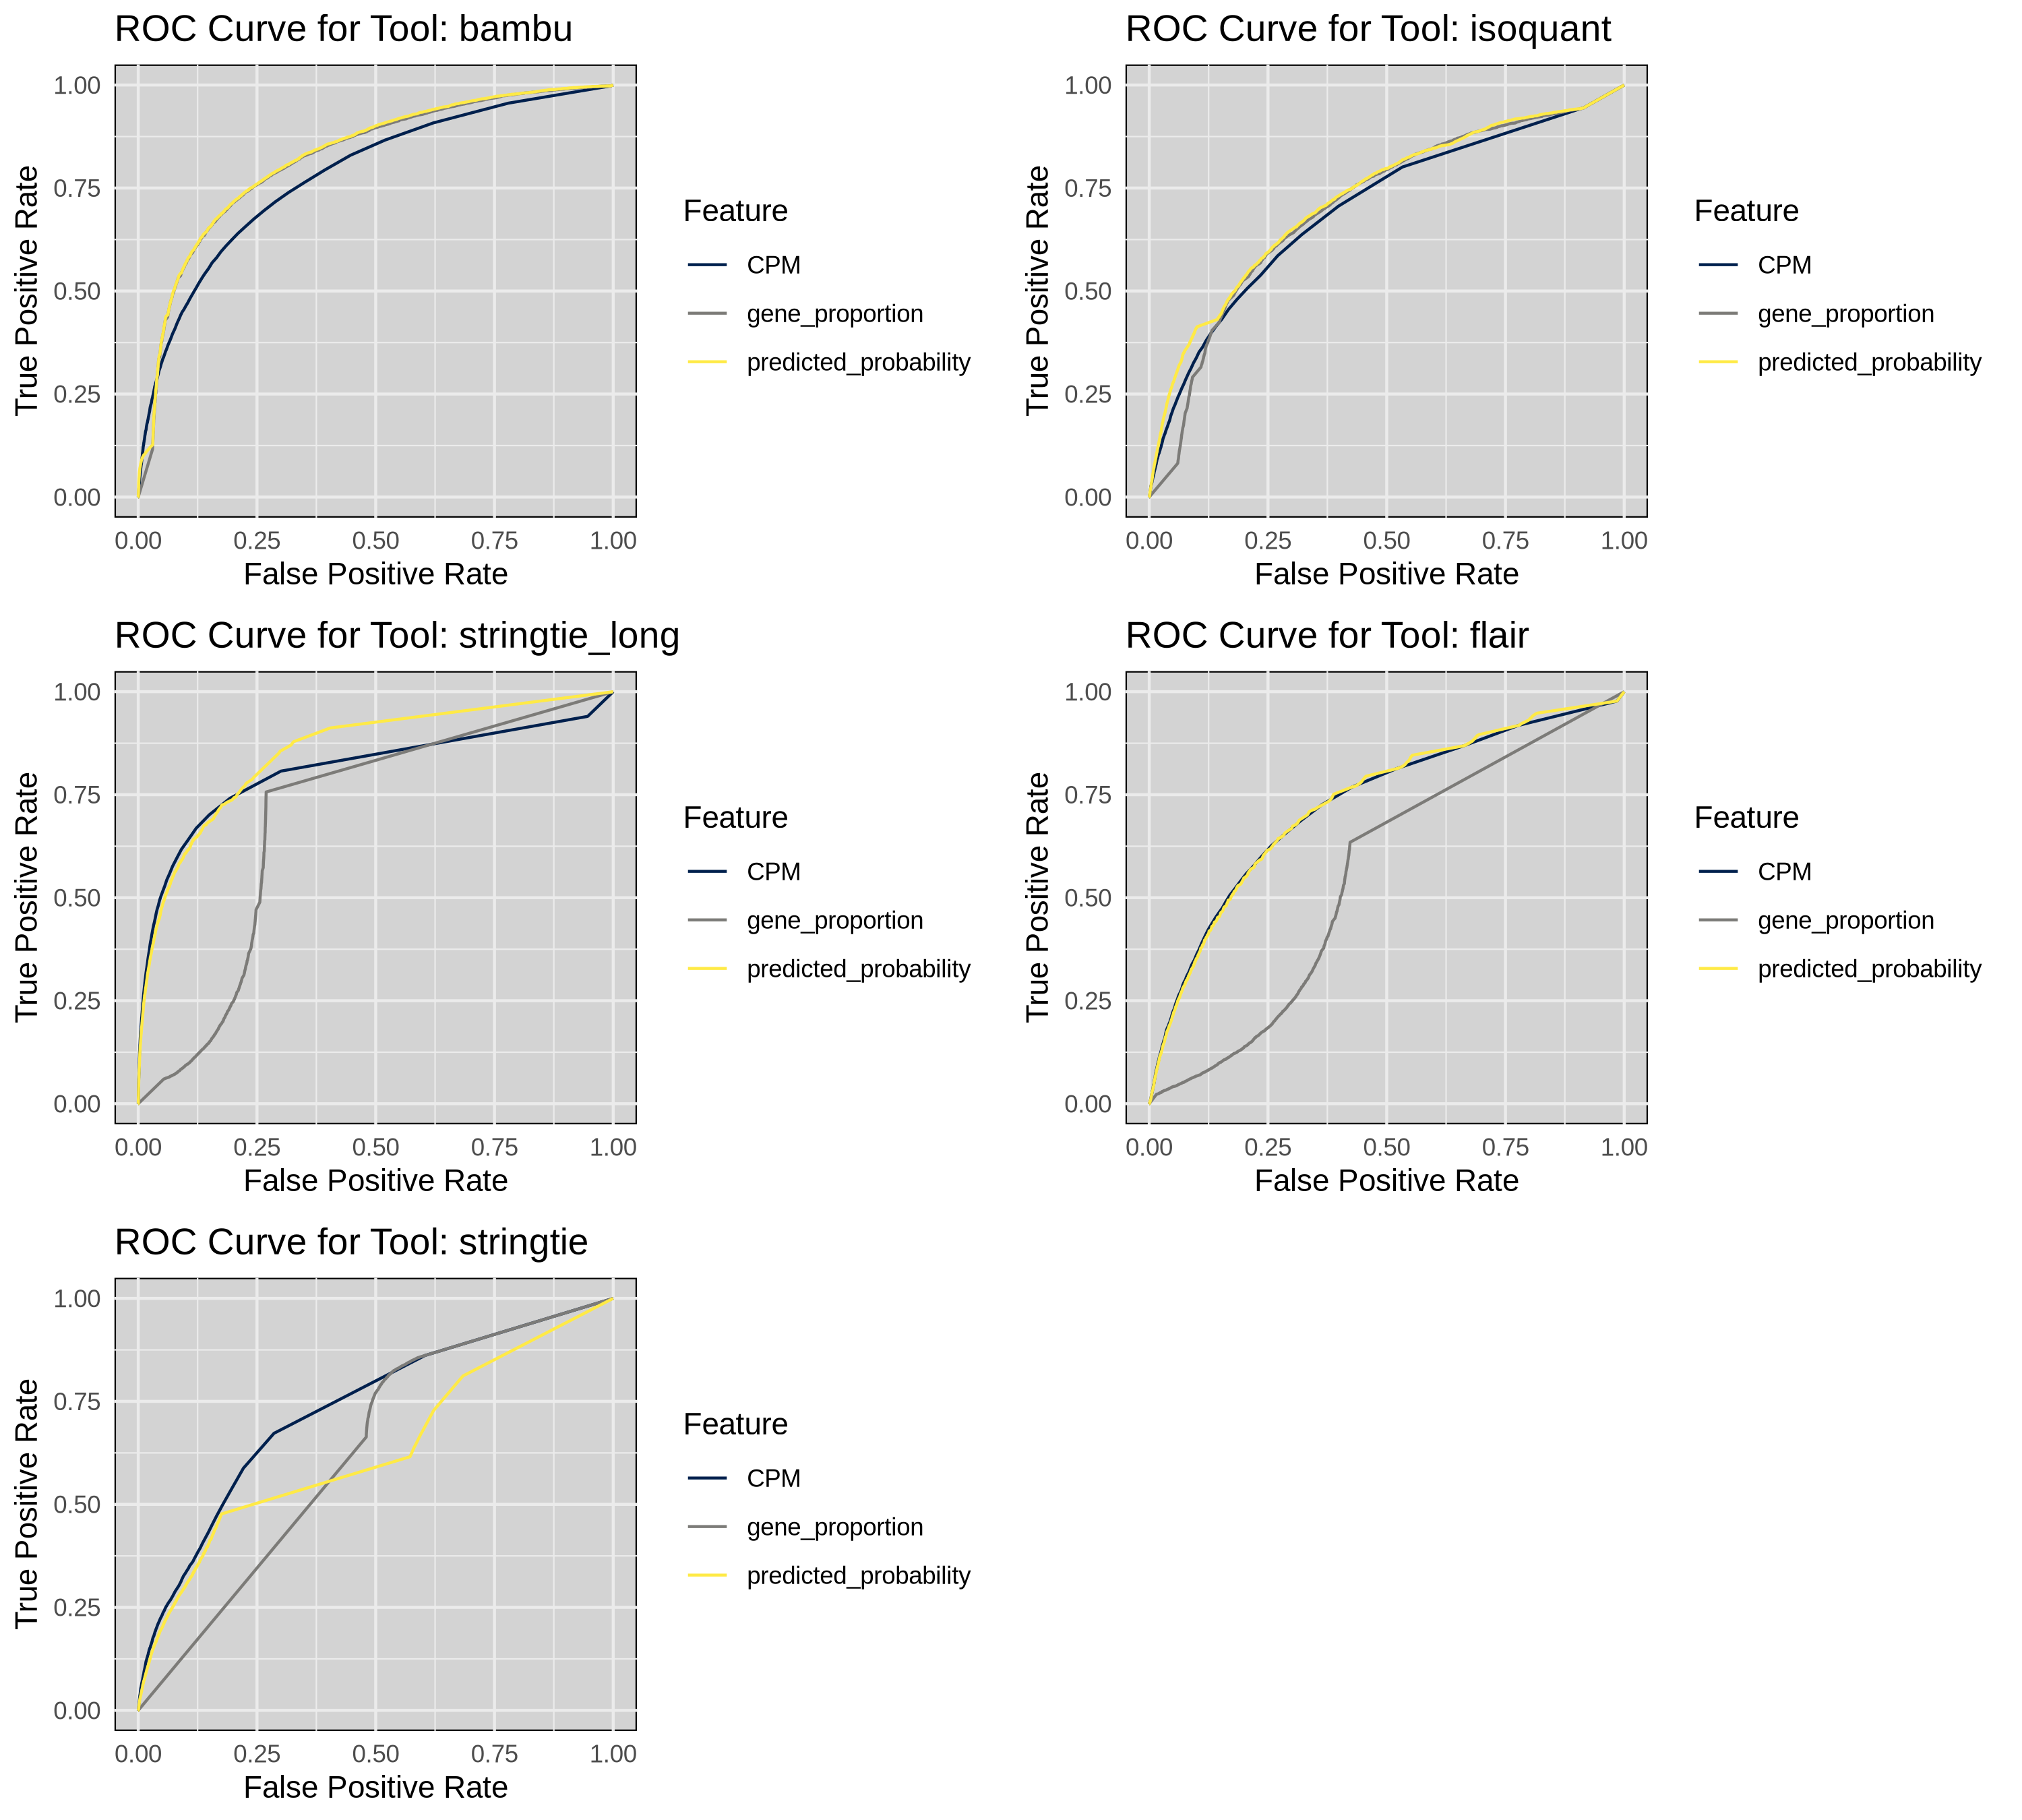 ROC Curve for Tool: bambu
True Positive Rate
1.00
0.75
0.50
0.25
0.00
0.00 0.25 0.50 0.75 1.00
False Positive Rate
Feature
CPM
gene_proportion
predicted_probability
ROC Curve for Tool: isoquant
True Positive Rate
1.00
0.75
0.50
0.25
0.00
0.00 0.25 0.50 0.75 1.00
False Positive Rate
Feature
CPM
gene_proportion
predicted_probability
ROC Curve for Tool: stringtie_long
True Positive Rate
1.00
0.75
0.50
0.25
0.00
0.00 0.25 0.50 0.75 1.00
False Positive Rate
Feature
CPM
gene_proportion
predicted_probability
ROC Curve for Tool: flair
True Positive Rate
1.00
0.75
0.50
0.25
0.00
0.00 0.25 0.50 0.75 1.00
False Positive Rate
Feature
CPM
gene_proportion
predicted_probability
ROC Curve for Tool: stringtie
True Positive Rate
1.00
0.75
0.50
0.25
0.00
0.00 0.25 0.50 0.75 1.00
False Positive Rate
Feature
CPM
gene_proportion
predicted_probability